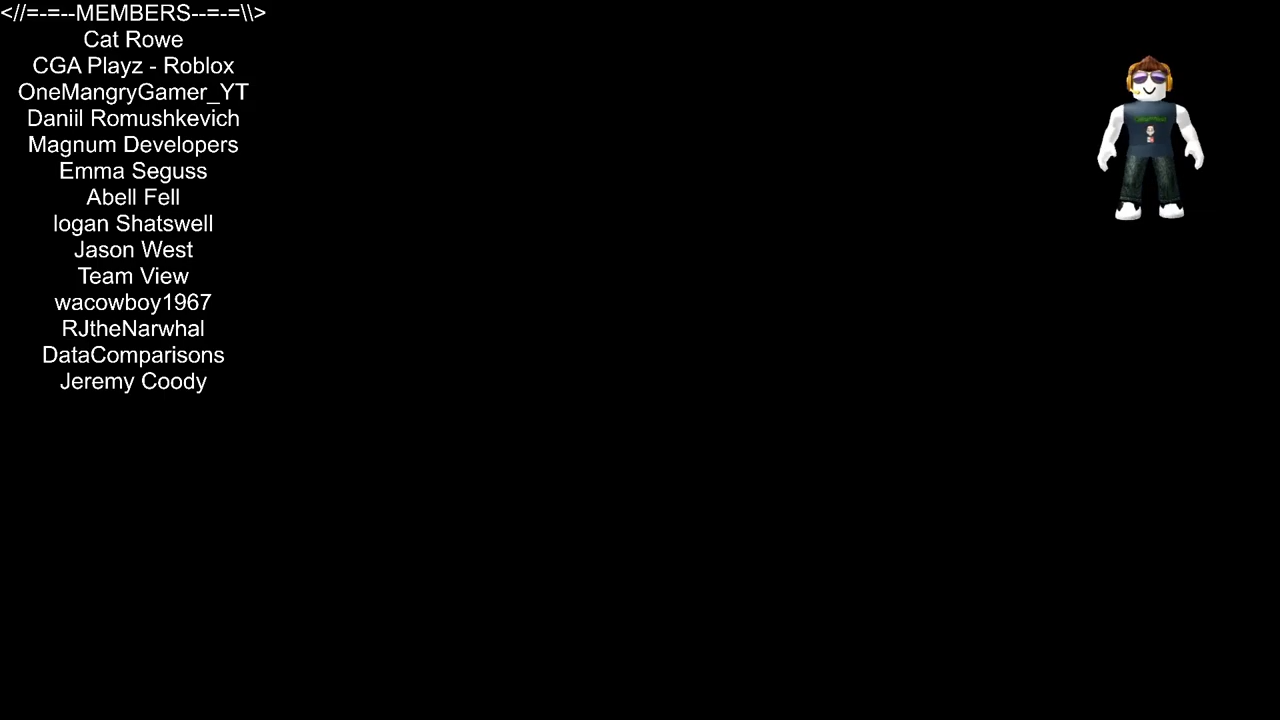 <//=-=--MEMBERS--=-=\\>
Cat Rowe
CGA Playz - Roblox
OneMangryGamer_YT
Daniil Romushkevich
Magnum Developers
Emma Seguss
Abell Fell
logan Shatswell
Jason West
Team View
wacowboy1967
RJtheNarwhal
DataComparisons
Jeremy Coody